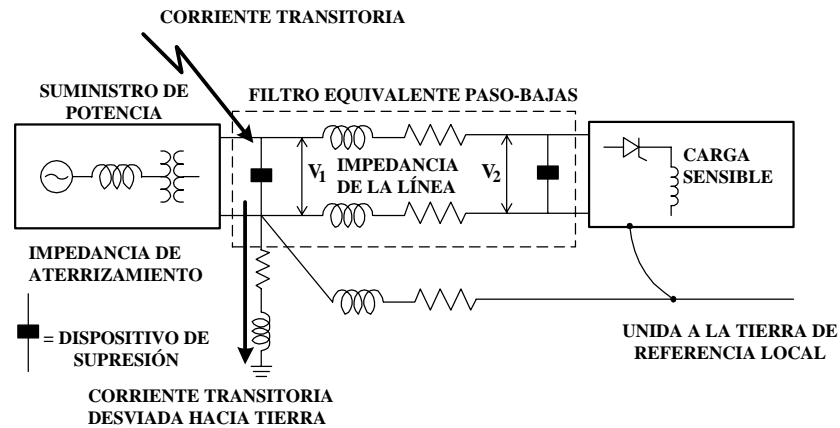 CORRIENTE TRANSITORIA
SUMINISTRO DE
POTENCIA
FILTRO EQUIVALENTE PASO-BAJAS
V1
IMPEDANCIA
DE LA LÍNEA
V2
CARGA
SENSIBLE
IMPEDANCIA DE
ATERRIZAMIENTO
= DISPOSITIVO DE
SUPRESIÓN
UNIDA A LA TIERRA DE
REFERENCIA LOCAL
CORRIENTE TRANSITORIA
DESVIADA HACIA TIERRA